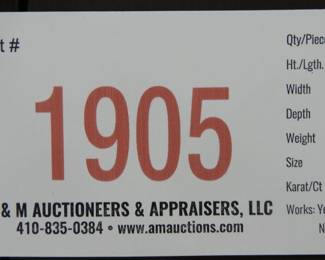 t #
1905
& M AUCTIONEERS & APPRAISERS, LLC
410-835-0384 • www.amauctions.com
Qty/Piec
Ht./Lgth.
Width
Depth
Weight
Size
Karat/Ct
Works: Ye
N